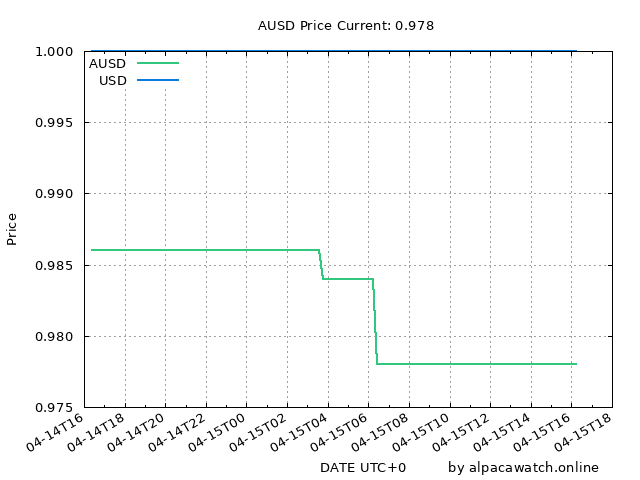 AUSD Price Current: 0.978
1.000
0.995
0.990
0.985
0.980
0.975
Price
AUSD
USD
04-14T16
04-14T18
04-14T20
04-14T22
04-15T00
04-15T02
04-15T04
04-15T06
04-15T08
04-15T10
04-15T12
04-15T14
04-15T16
04-15T18
DATE UTC+0
by alpacawatch.online